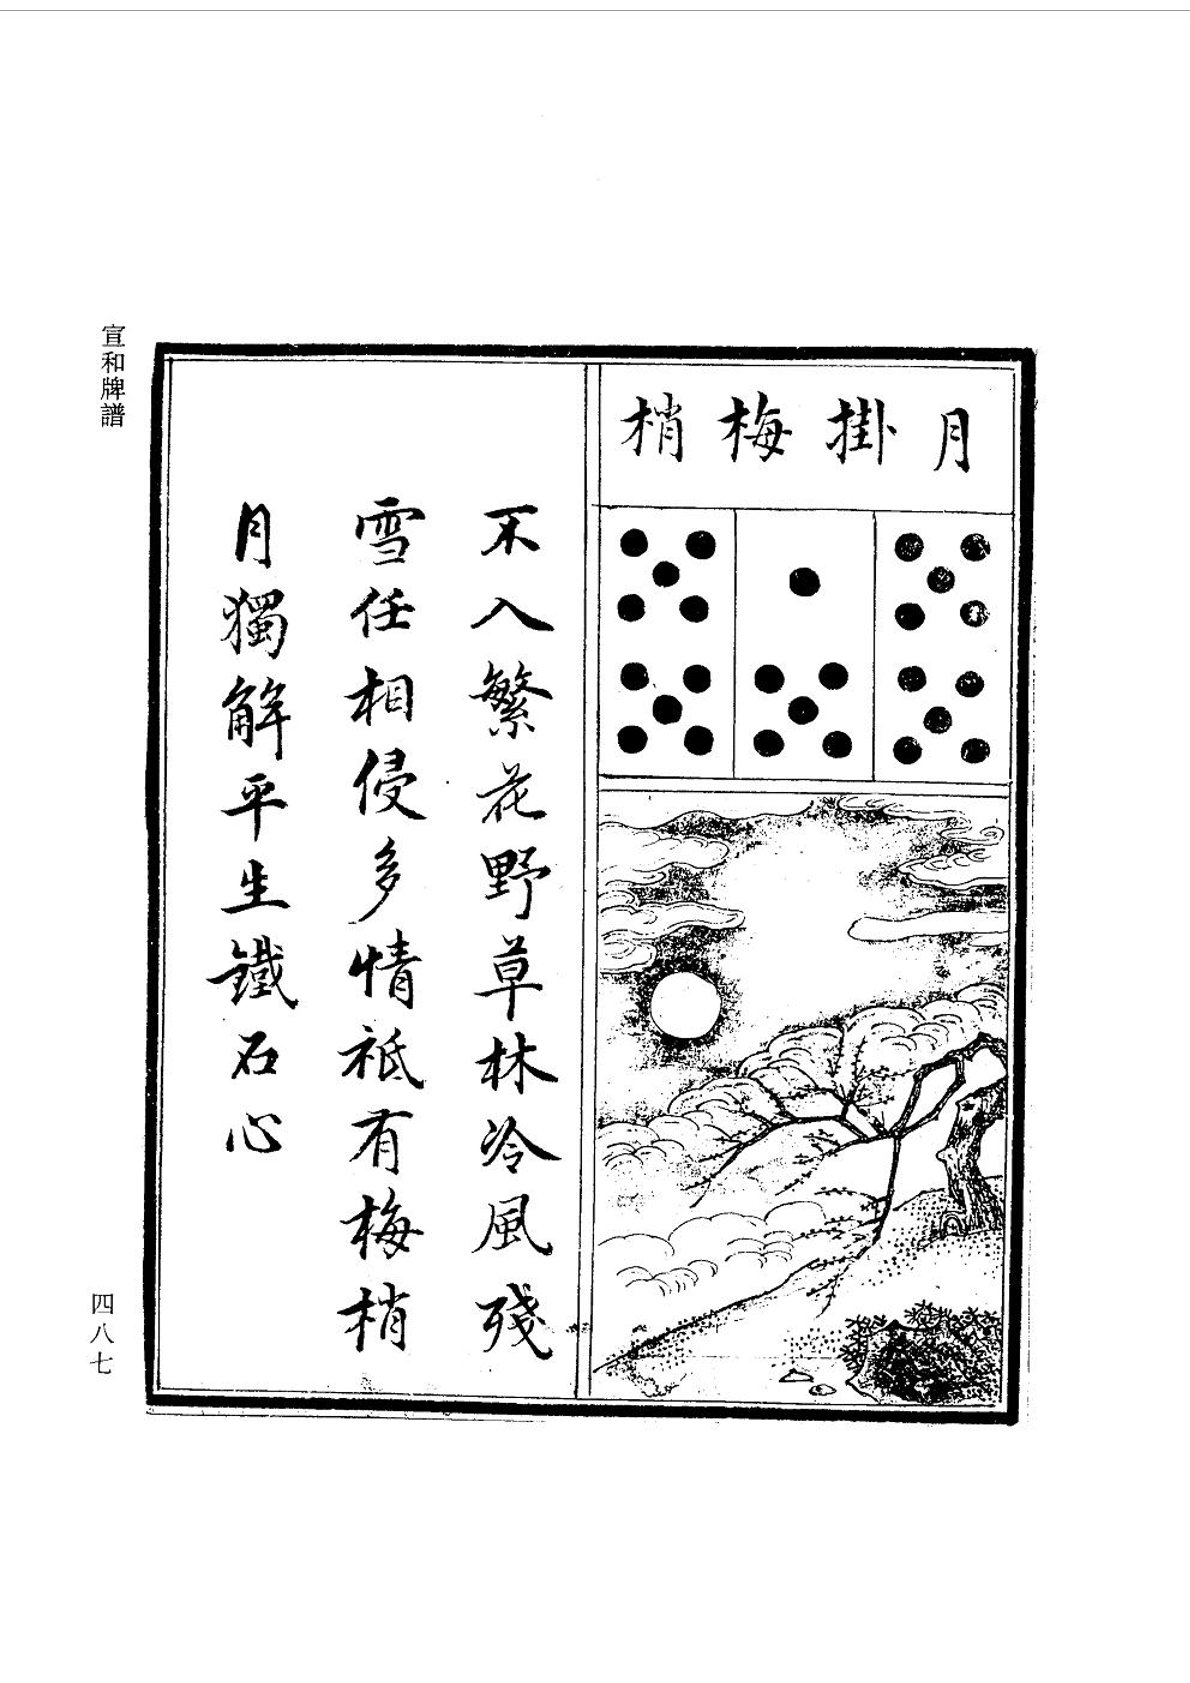 月掛梅梢
不入繁花野草林冷風殘
雪任相侵多情祇有梅梢
月獨解平生鐵石心
宣和牌譜
四八七